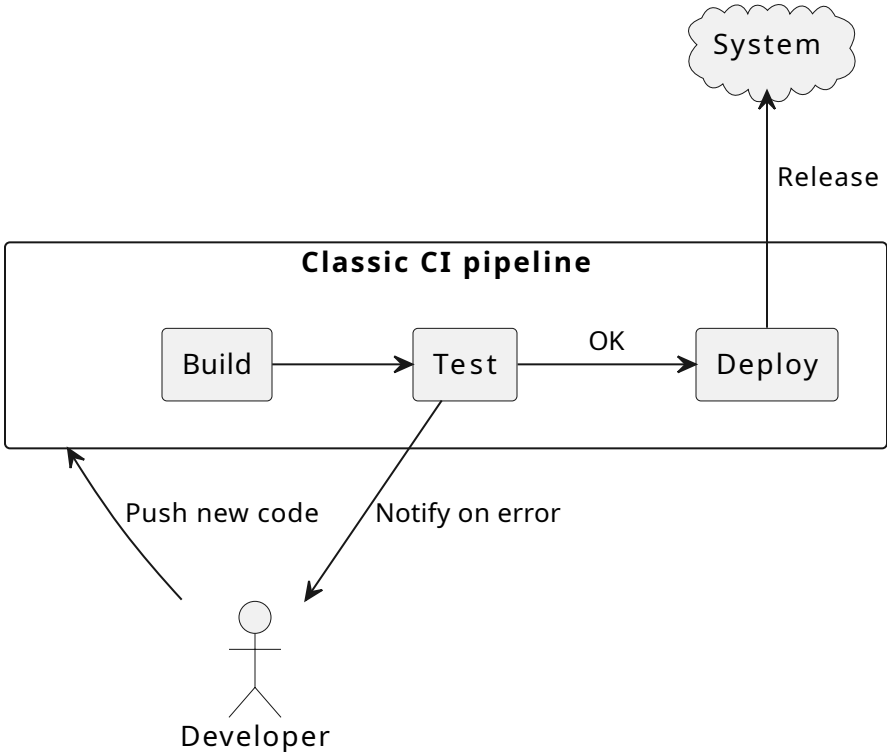 System
Release
Classic CI pipeline
Build
Test
OK
Deploy
Push new code
Notify on error
Developer